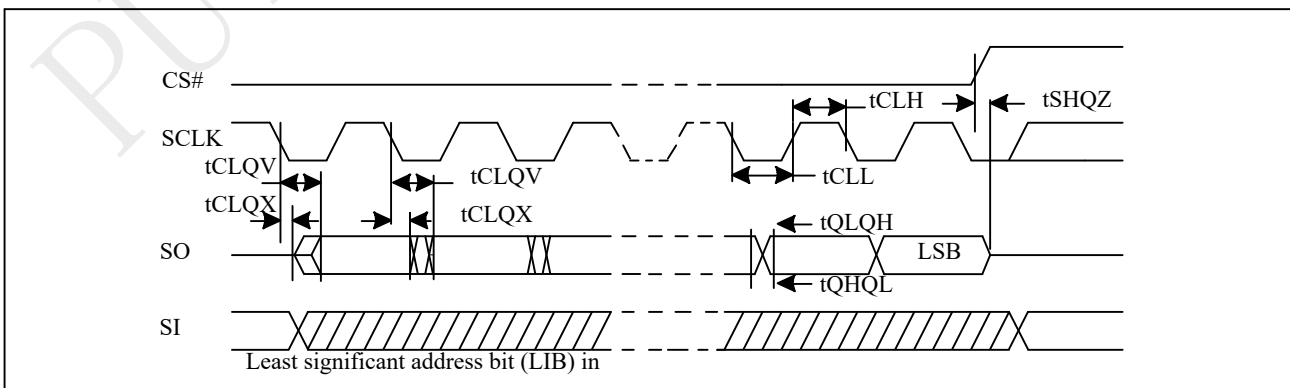 PU
CS#
tCLH
tSHQZ
SCLK
tCLQV
tCLQV
tCLL
tCLQX
tCLQX
tQLQH
SO
LSB
tQHQL
SI
Least significant address bit (LIB) in